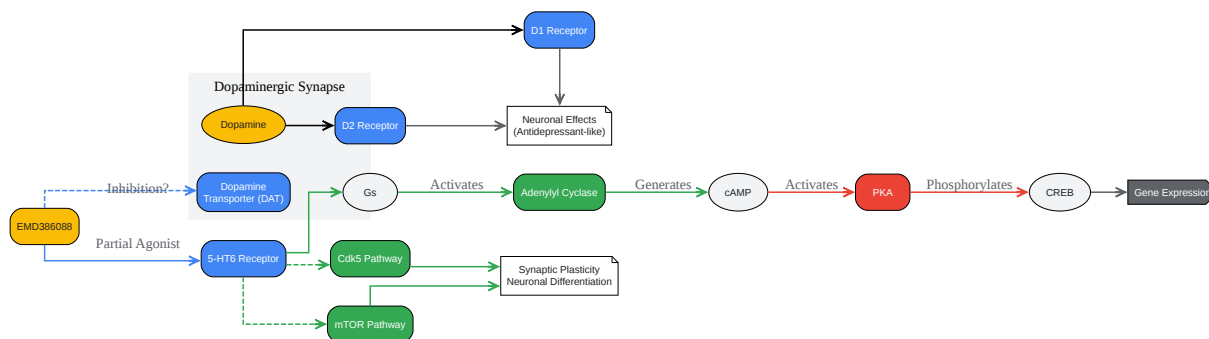 D1 Receptor
Dopaminergic Synapse
Dopamine
D2 Receptor
Neuronal Effects
(Antidepressant-like)
Inhibition?
Dopamine
Transporter (DAT)
Gs
Activates
Adenylyl Cyclase
Generates
cAMP
Activates
PKA
Phosphorylates
CREB
Gene Expression
EMD386088
Partial Agonist
5-HT6 Receptor
Cdk5 Pathway
Synaptic Plasticity
Neuronal Differentiation
mTOR Pathway